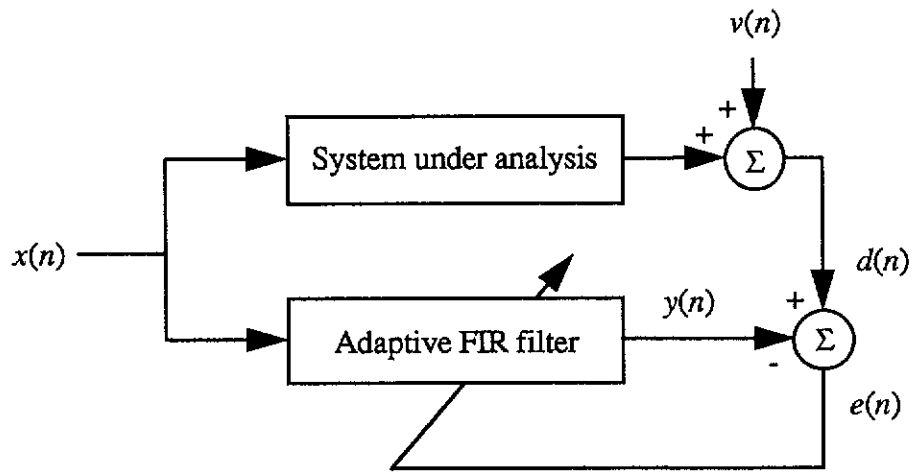 v(n)
+
+
System under analysis
Σ
x(n)
d(n)
y(n)
+
Adaptive FIR filter
Σ
-
e(n)